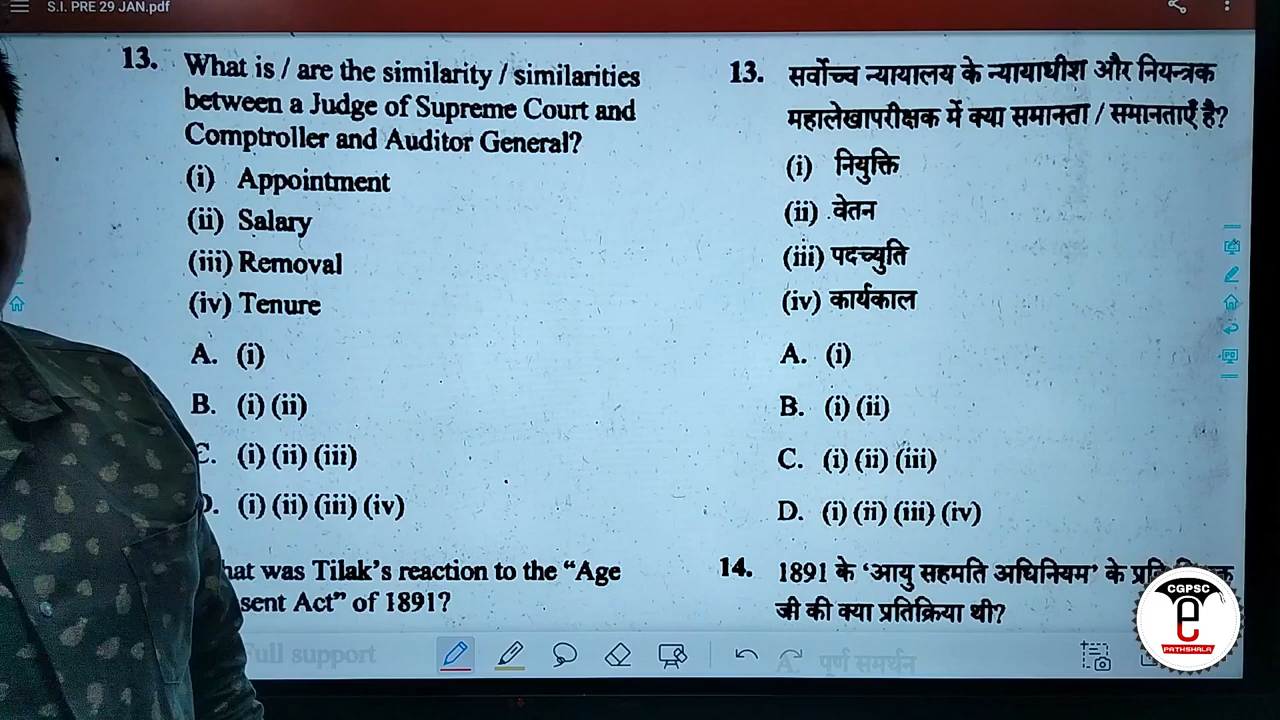 S.I. PRE 29 JAN.pdf
13. What is / are the similarity / similarities
between a Judge of Supreme Court and
Comptroller and Auditor General?
(i) Appointment
(ii) Salary
(iii) Removal
(iv) Tenure
A. (i)
B. (i) (ii)
C. (i) (ii) (iii)
D. (i) (ii) (iii) (iv)
hat was Tilak's reaction to the “Age
sent Act” of 1891?
Full support
13. सर्वोच्च न्यायालय के न्यायाधीश और नियन्त्रक
महालेखापरीक्षक में क्या समानता / समानताएँ है?
(i) नियुक्ति
(ii) वेतन
(iii) पदच्युति
(iv) कार्यकाल
A. (i)
B. (i) (ii)
C. (i) (ii) (iii)
D. (i) (ii) (iii) (iv)
14. 1891 के ‘आयु सहमति अधिनियम’ के
जी की क्या प्रतिक्रिया थी?
A. पूर्ण समर्थन
CGPSC
e
PATHSHALA